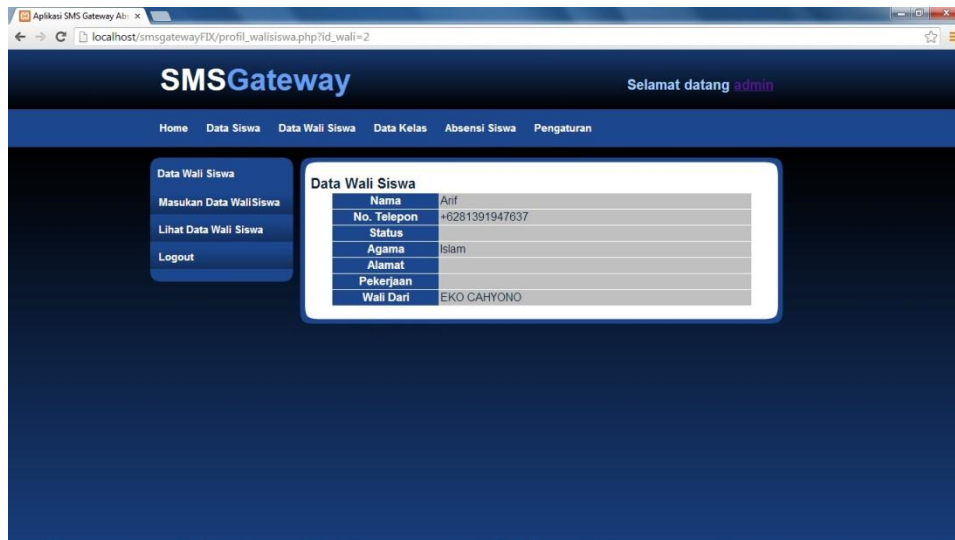 Aplikasi SMS Gateway Ab
localhost/smsgatewayFIX/profil_walisiswa.php?id_wali=2
SMSGateway
Selamat datang admin
Home Data Siswa Data Wali Siswa Data Kelas Absensi Siswa Pengaturan
Data Wali Siswa
Masukan Data WaliSiswa
Lihat Data Wali Siswa
Logout
Data Wali Siswa
Nama Arif
No. Telepon +6281391947637
Status
Agama Islam
Alamat
Pekerjaan
Wali Dari EKO CAHYONO